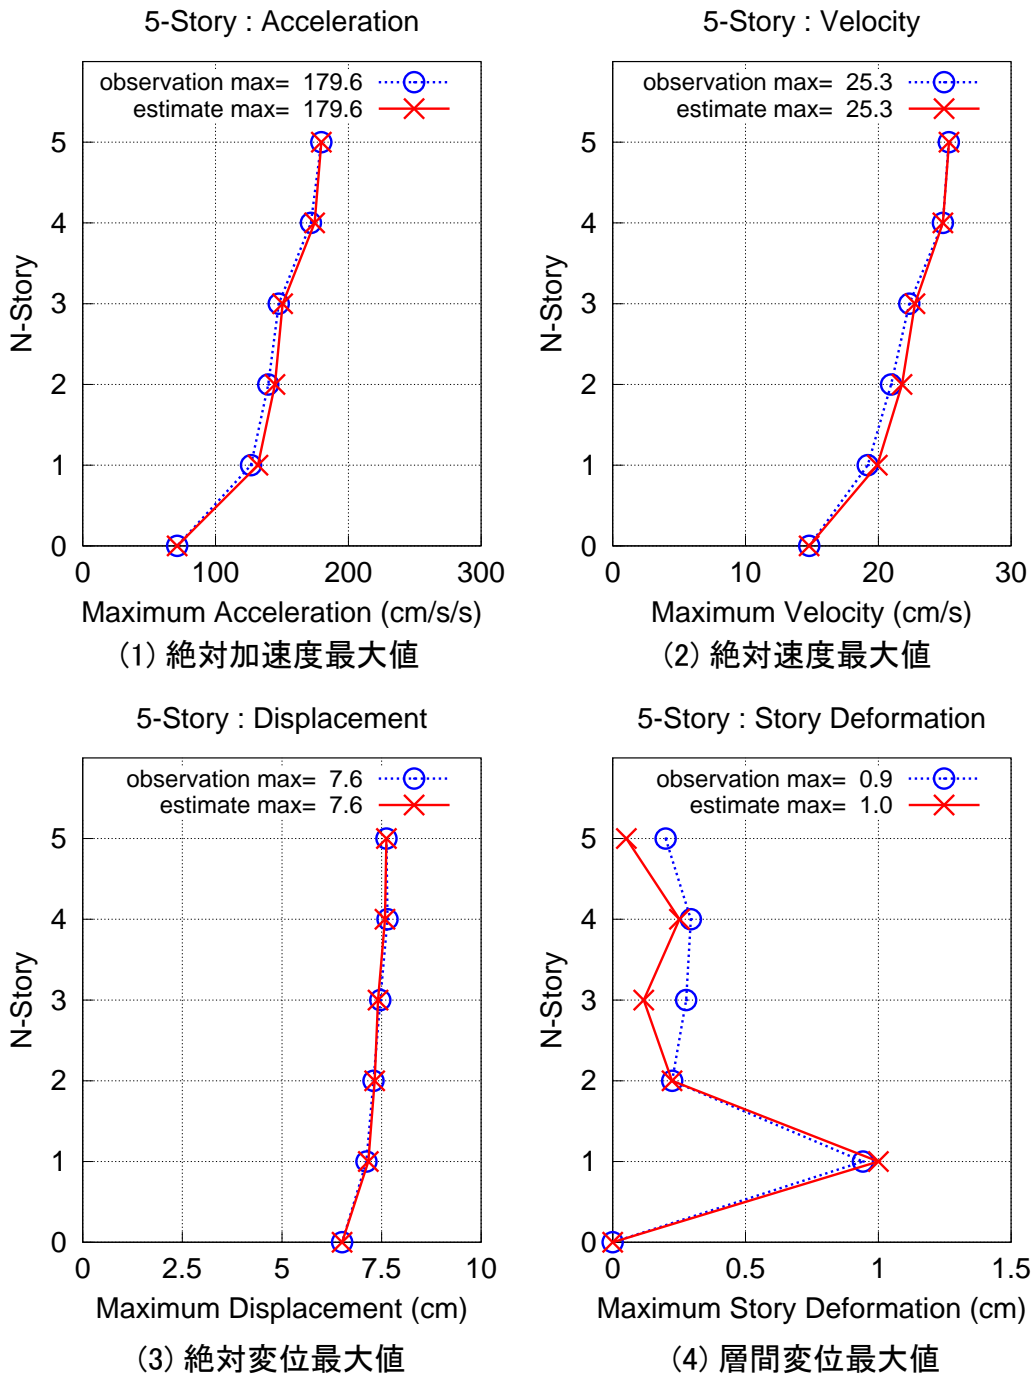 5-Story : Acceleration
observation max= 179.6
estimate max= 179.6
5
4
3
2
1
0
N-Story
0 100 200 300
Maximum Acceleration (cm/s/s)
(1) 絶対加速度最大値
5-Story : Velocity
observation max= 25.3
estimate max= 25.3
5
4
3
2
1
0
N-Story
0 10 20 30
Maximum Velocity (cm/s)
(2) 絶対速度最大値
5-Story : Displacement
observation max= 7.6
estimate max= 7.6
5
4
3
2
1
0
N-Story
0 2.5 5 7.5 10
Maximum Displacement (cm)
(3) 絶対変位最大値
5-Story : Story Deformation
observation max= 0.9
estimate max= 1.0
5
4
3
2
1
0
N-Story
0 0.5 1 1.5
Maximum Story Deformation (cm)
(4) 層間変位最大値